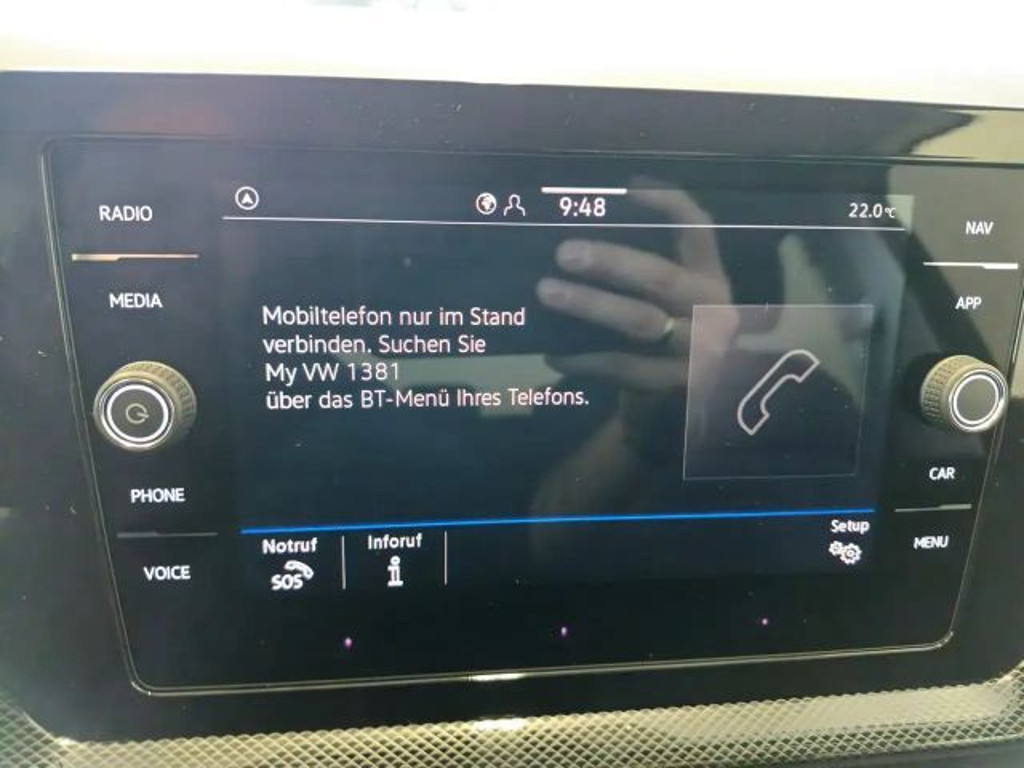 RADIO
MEDIA
PHONE
VOICE
9:48
22.0°C
Mobiltelefon nur im Stand
verbinden. Suchen Sie
My VW 1381
über das BT-Menü Ihres Telefons.
Notruf
SOS
Inforuf
i
Setup
NAV
APP
CAR
MENU